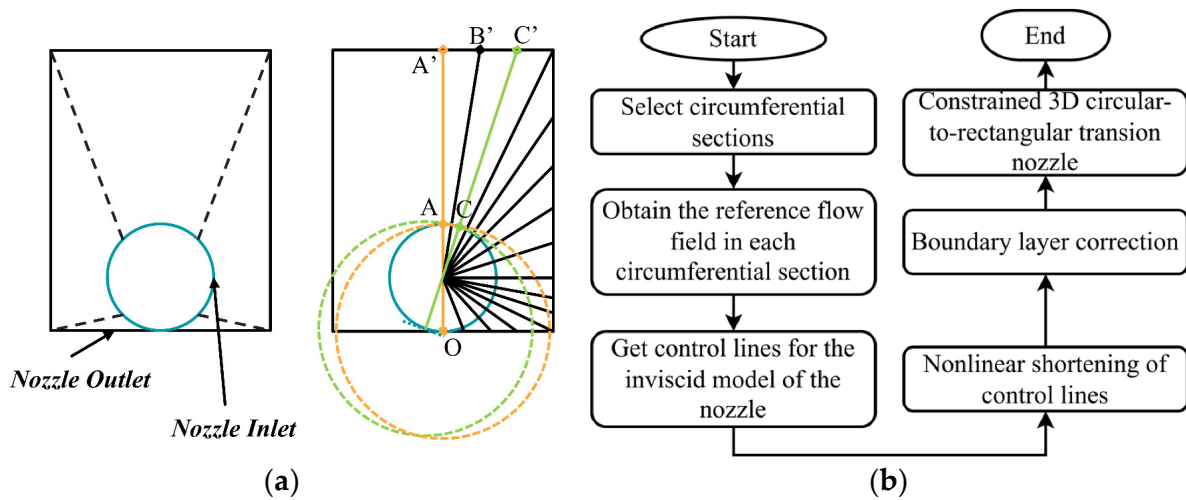 Nozzle Outlet
Nozzle Inlet
A'
B'
C'
A
C
O
(a)
Start
Select circumferential
sections
Obtain the reference flow
field in each
circumferential section
Get control lines for the
inviscid model of the
nozzle
End
Constrained 3D circular-
to-rectangular transion
nozzle
Boundary layer correction
Nonlinear shortening of
control lines
(b)